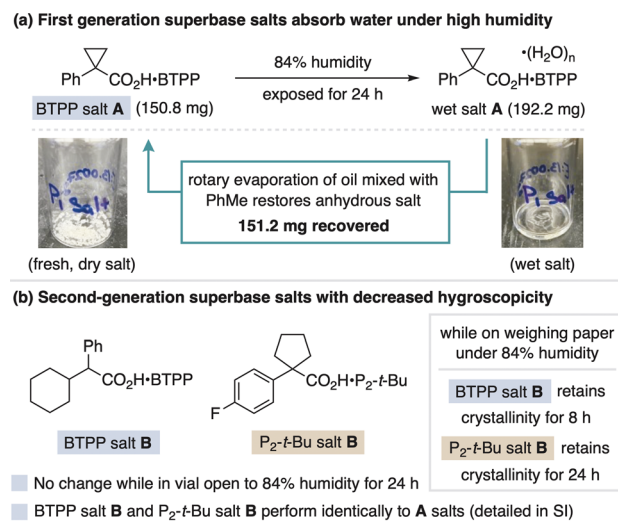 (a) First generation superbase salts absorb water under high humidity
Ph
CO₂H•BTPP
84% humidity
exposed for 24 h
•(H₂O)ₙ
Ph
CO₂H•BTPP
BTPP salt A (150.8 mg)
wet salt A (192.2 mg)
P₁ Salt
rotary evaporation of oil mixed with
PhMe restores anhydrous salt
151.2 mg recovered
P₁ Salt
(fresh, dry salt)
(wet salt)
(b) Second-generation superbase salts with decreased hygroscopicity
Ph
CO₂H•BTPP
BTPP salt B
F
CO₂H•P₂-t-Bu
P₂-t-Bu salt B
while on weighing paper
under 84% humidity
BTPP salt B retains
crystallinity for 8 h
P₂-t-Bu salt B retains
crystallinity for 24 h
No change while in vial open to 84% humidity for 24 h
BTPP salt B and P₂-t-Bu salt B perform identically to A salts (detailed in SI)